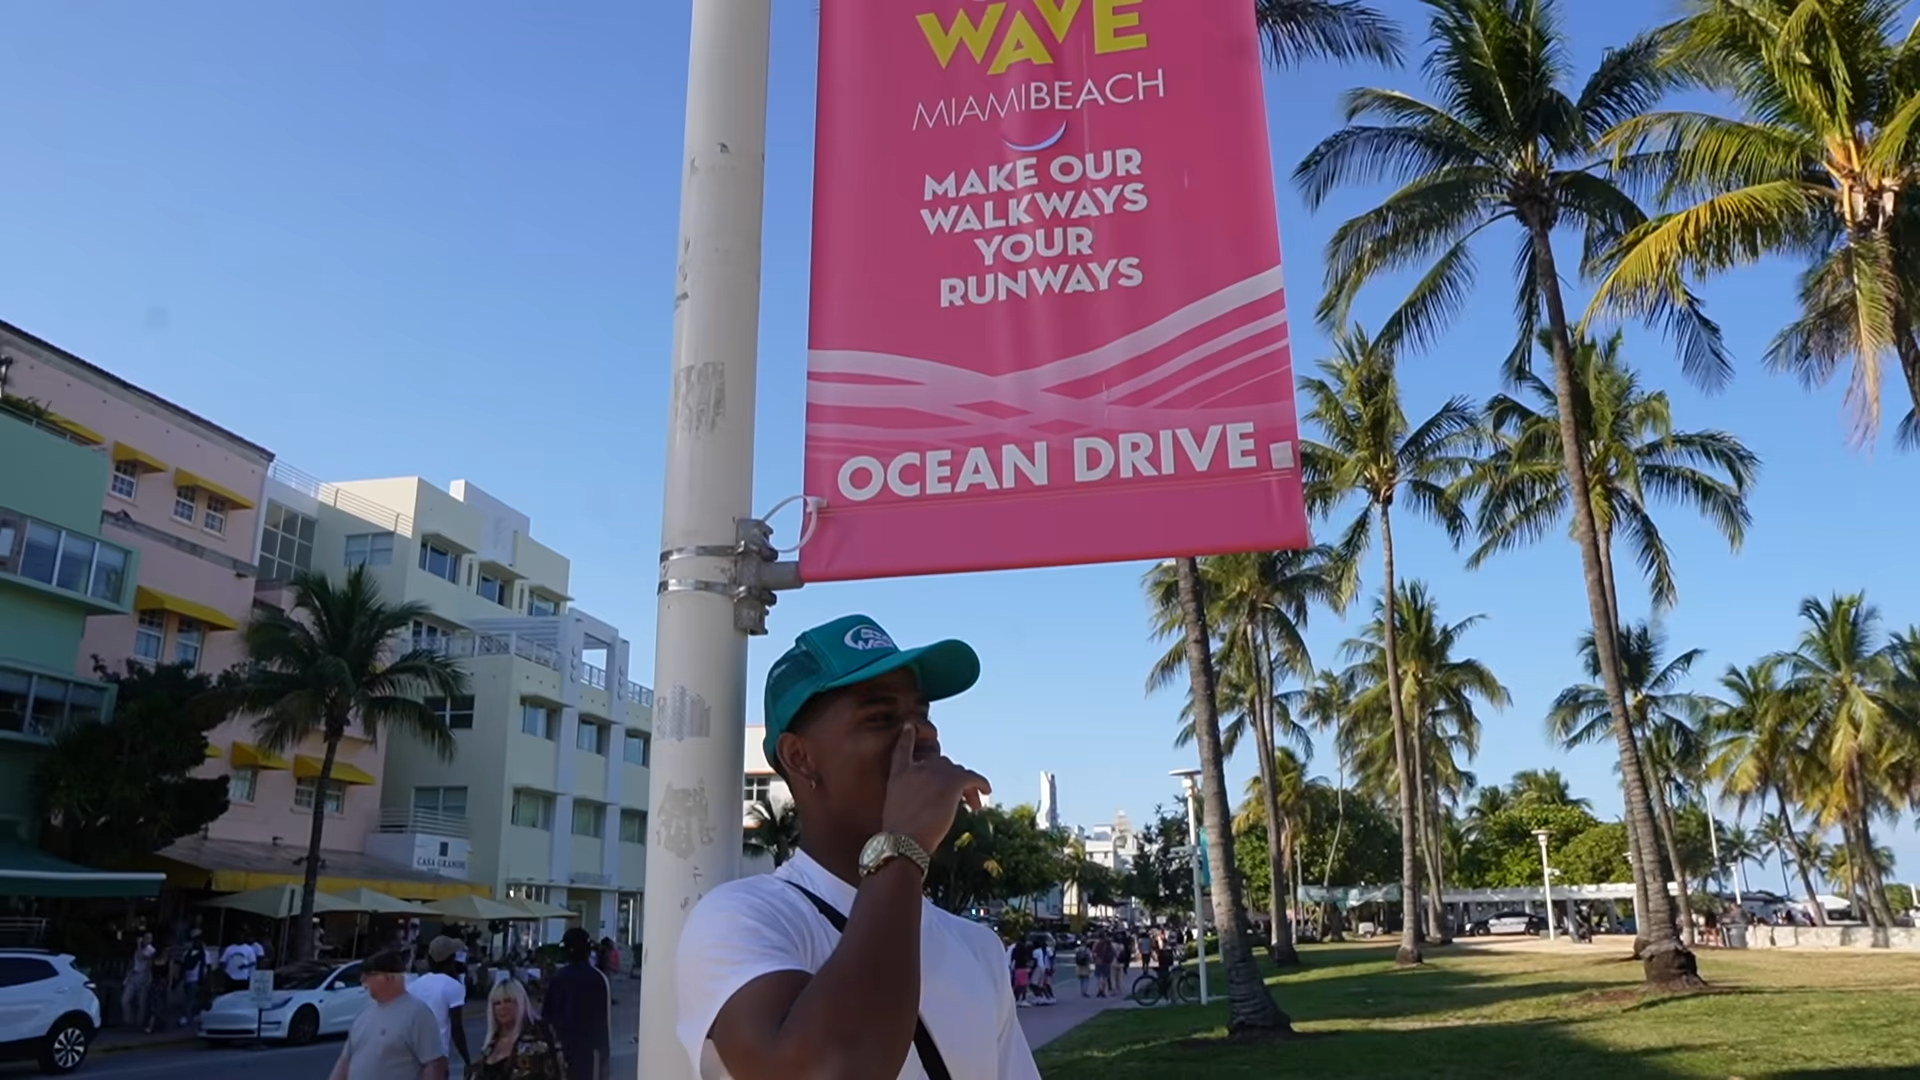 WAVE
MIAMIBEACH
MAKE OUR
WALKWAYS
YOUR
RUNWAYS
OCEAN DRIVE
CASA GRANDE